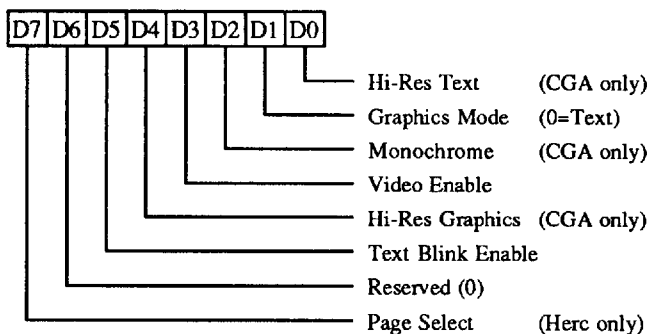 D7 D6 D5 D4 D3 D2 D1 D0
Hi-Res Text (CGA only)
Graphics Mode (0=Text)
Monochrome (CGA only)
Video Enable
Hi-Res Graphics (CGA only)
Text Blink Enable
Reserved (0)
Page Select (Herc only)